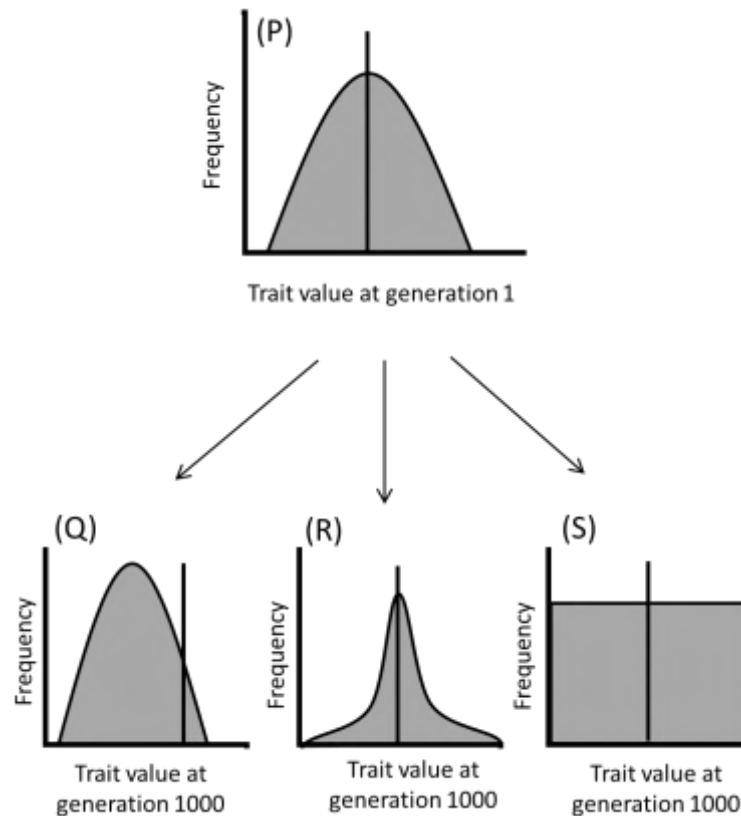 (P)
Frequency
Trait value at generation 1
(Q)
(R)
(S)
Frequency
Frequency
Frequency
Trait value at
generation 1000
Trait value at
generation 1000
Trait value at
generation 1000